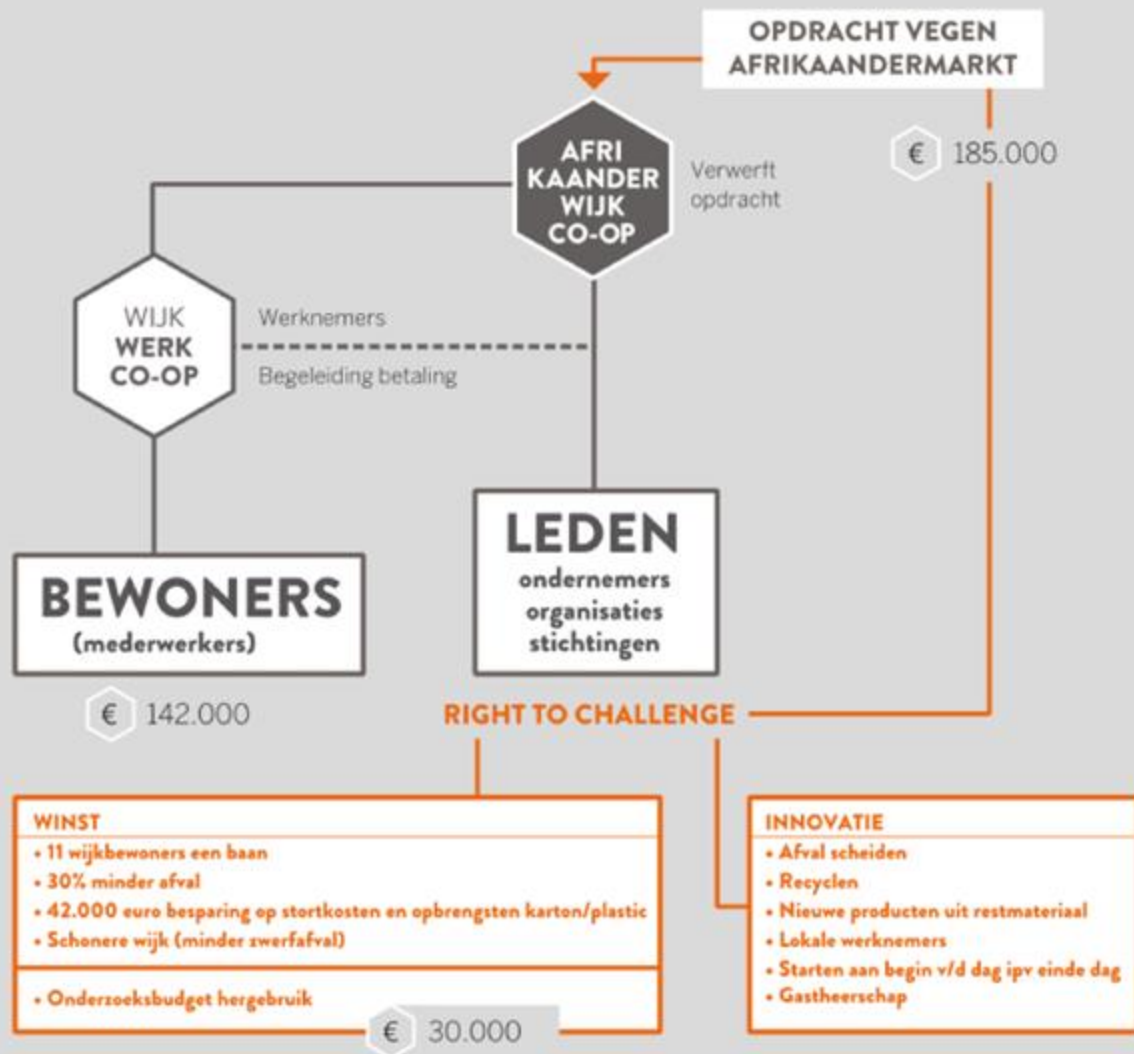 OPDRACHT VEGEN
AFRIKAANDERMARKT
€ 185.000
AFRI
KAANDER
WIJK
CO-OP
Verwerft
opdracht
WIJK
WERK
CO-OP
Werknemers
Begeleiding betaling
BEWONERS
(mederwerkers)
€ 142.000
LEDEN
ondernemers
organisaties
stichtingen
RIGHT TO CHALLENGE
WINST
• 11 wijkbewoners een baan
• 30% minder afval
• 42.000 euro besparing op stortkosten en opbrengsten karton/plastic
• Schonere wijk (minder zwerfafval)
• Onderzoeksbudget hergebruik
€ 30.000
INNOVATIE
• Afval scheiden
• Recyclen
• Nieuwe producten uit restmateriaal
• Lokale werknemers
• Starten aan begin v/d dag ipv einde dag
• Gastheerschap